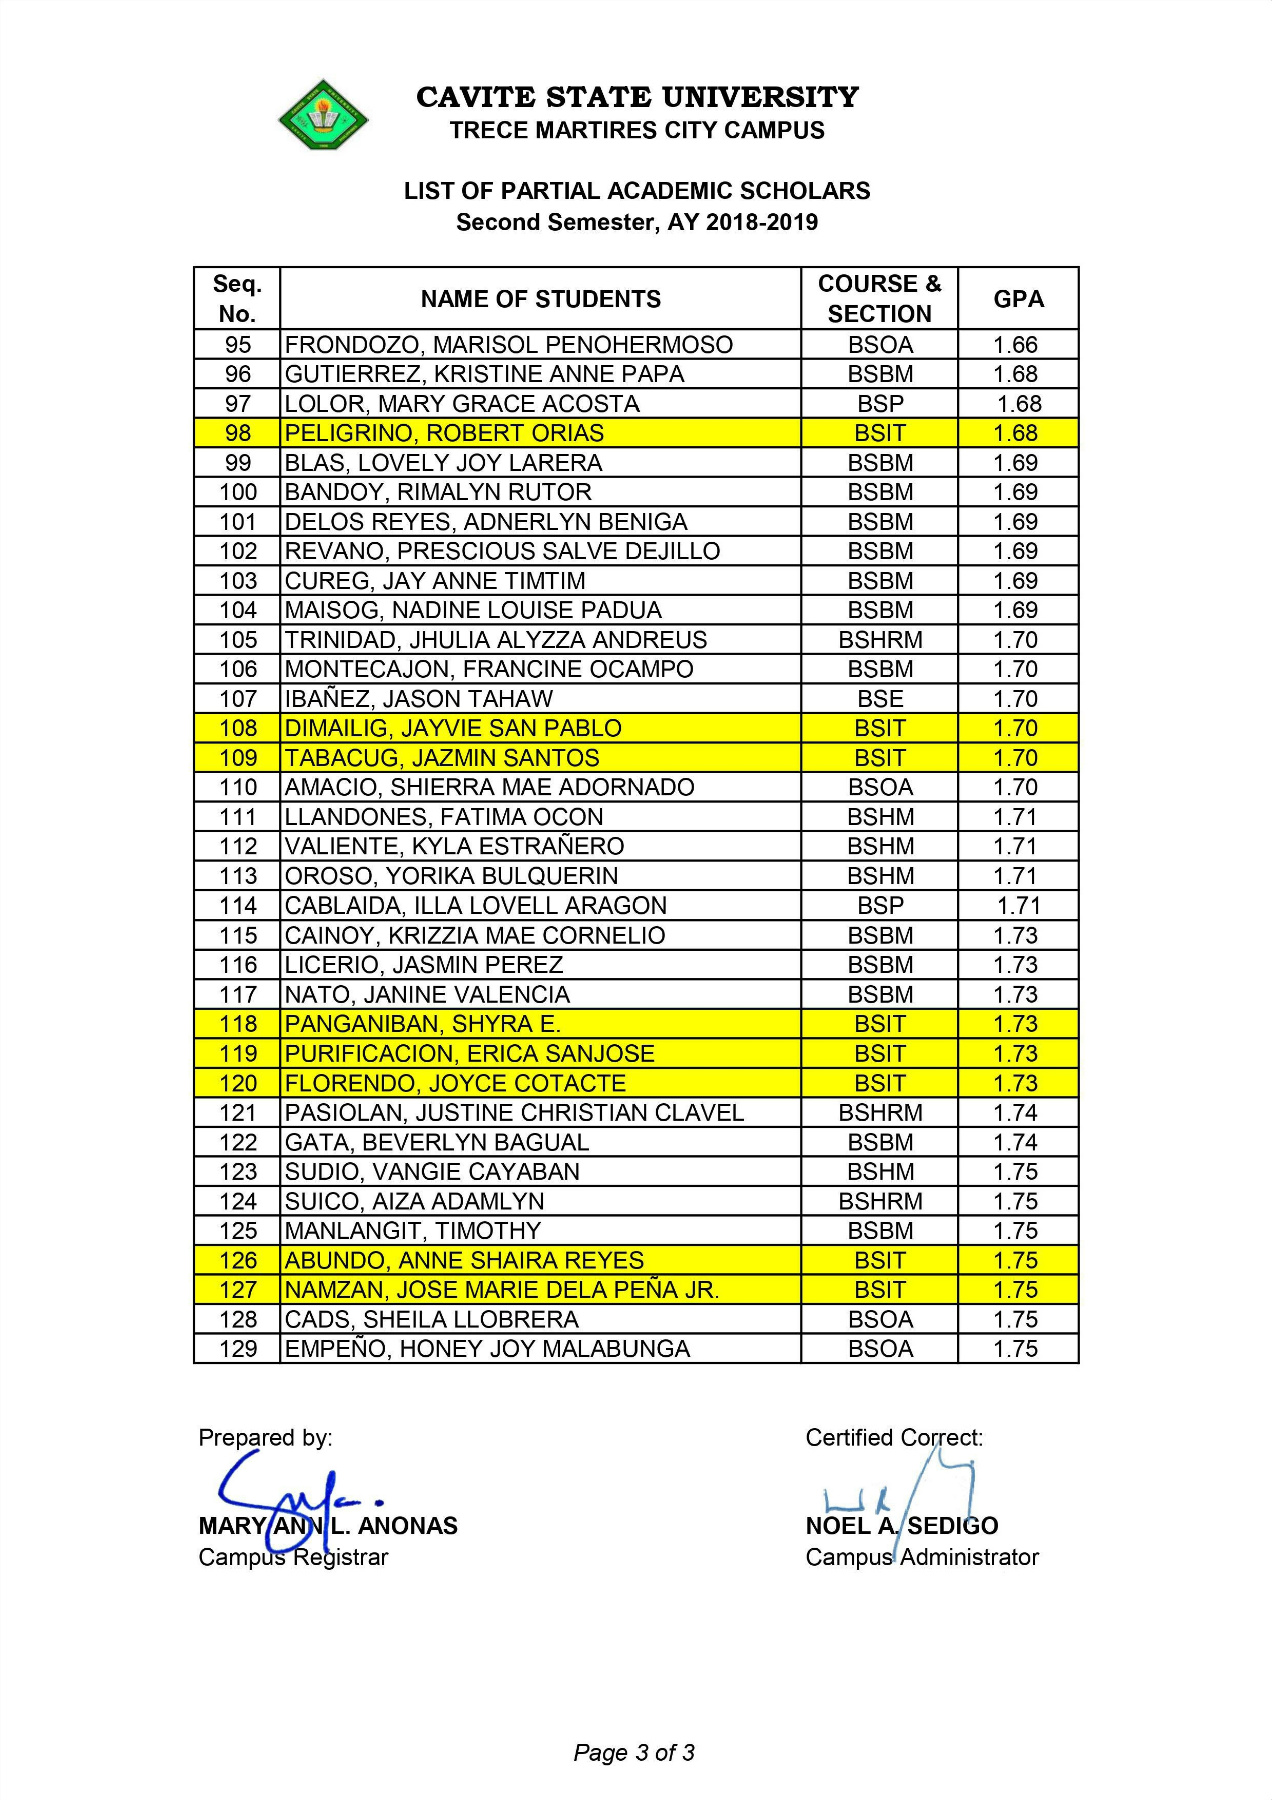 CAVITE STATE UNIVERSITY
TRECE MARTIRES CITY CAMPUS
LIST OF PARTIAL ACADEMIC SCHOLARS
Second Semester, AY 2018-2019
Seq. No. NAME OF STUDENTS COURSE & SECTION GPA
95 FRONDOZO, MARISOL PENOHERMOSO BSOA 1.66
96 GUTIERREZ, KRISTINE ANNE PAPA BSBM 1.68
97 LOLOR, MARY GRACE ACOSTA BSP 1.68
98 PELIGRINO, ROBERT ORIAS BSIT 1.68
99 BLAS, LOVELY JOY LARERA BSBM 1.69
100 BANDOY, RIMALYN RUTOR BSBM 1.69
101 DELOS REYES, ADNERLYN BENIGA BSBM 1.69
102 REVANO, PRESCIOUS SALVE DEJILLO BSBM 1.69
103 CUREG, JAY ANNE TIMTIM BSBM 1.69
104 MAISOG, NADINE LOUISE PADUA BSBM 1.69
105 TRINIDAD, JHULIA ALYZZA ANDREUS BSHRM 1.70
106 MONTECAJON, FRANCINE OCAMPO BSBM 1.70
107 IBAÑEZ, JASON TAHAW BSE 1.70
108 DIMAILIG, JAYVIE SAN PABLO BSIT 1.70
109 TABACUG, JAZMIN SANTOS BSIT 1.70
110 AMACIO, SHIERRA MAE ADORNADO BSOA 1.70
111 LLANDONES, FATIMA OCON BSHM 1.71
112 VALIENTE, KYLA ESTRAÑERO BSHM 1.71
113 OROSO, YORIKA BULQUERIN BSHM 1.71
114 CABLAIDA, ILLA LOVELL ARAGON BSP 1.71
115 CAINOY, KRIZZIA MAE CORNELIO BSBM 1.73
116 LICERIO, JASMIN PEREZ BSBM 1.73
117 NATO, JANINE VALENCIA BSBM 1.73
118 PANGANIBAN, SHYRA E. BSIT 1.73
119 PURIFICACION, ERICA SANJOSE BSIT 1.73
120 FLORENDO, JOYCE COTACTE BSIT 1.73
121 PASIOLAN, JUSTINE CHRISTIAN CLAVEL BSHRM 1.74
122 GATA, BEVERLYN BAGUAL BSBM 1.74
123 SUDIO, VANGIE CAYABAN BSHM 1.75
124 SUICO, AIZA ADAMLYN BSHRM 1.75
125 MANLANGIT, TIMOTHY BSBM 1.75
126 ABUNDO, ANNE SHAIRA REYES BSIT 1.75
127 NAMZAN, JOSE MARIE DELA PEÑA JR. BSIT 1.75
128 CADS, SHEILA LLOBRERA BSOA 1.75
129 EMPEÑO, HONEY JOY MALABUNGA BSOA 1.75
Prepared by: Certified Correct:
MARY ANN L. ANONAS NOEL A. SEDIGO
Campus Registrar Campus Administrator
Page 3 of 3